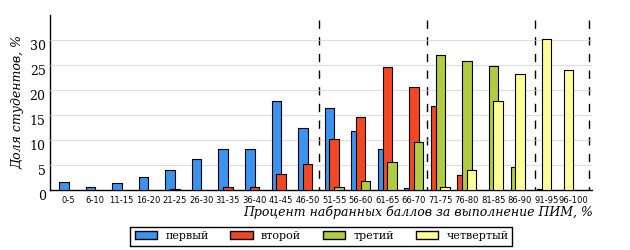 Доля студентов, %
30
25
20
15
10
5
0
0-5 6-10 11-15 16-20 21-25 26-30 31-35 36-40 41-45 46-50 51-55 56-60 61-65 66-70 71-75 76-80 81-85 86-90 91-95 96-100
Процент набранных баллов за выполнение ПИМ, %
первый второй третий четвертый